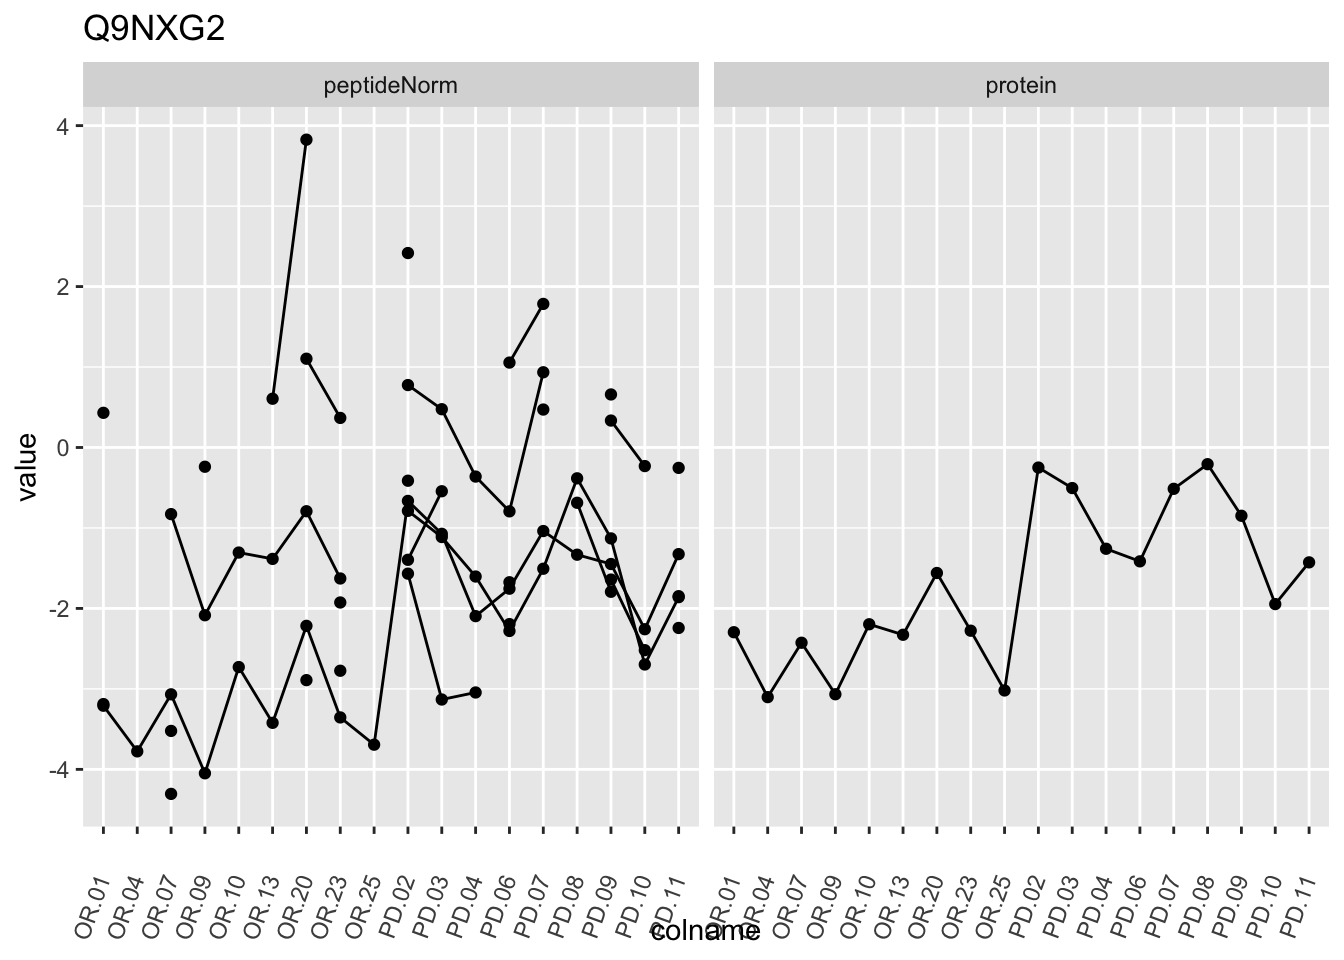 Q9NXG2
peptideNorm protein
4
2
0
-2
-4
value
OR.01 OR.04 OR.07 OR.09 OR.10 OR.13 OR.20 OR.23 OR.25 PD.02 PD.03 PD.04 PD.06 PD.07 PD.08 PD.09 PD.10 PD.11 OR.01 OR.04 OR.07 OR.09 OR.10 OR.13 OR.20 OR.23 OR.25 PD.02 PD.03 PD.04 PD.06 PD.07 PD.08 PD.09 PD.10 PD.11
colname